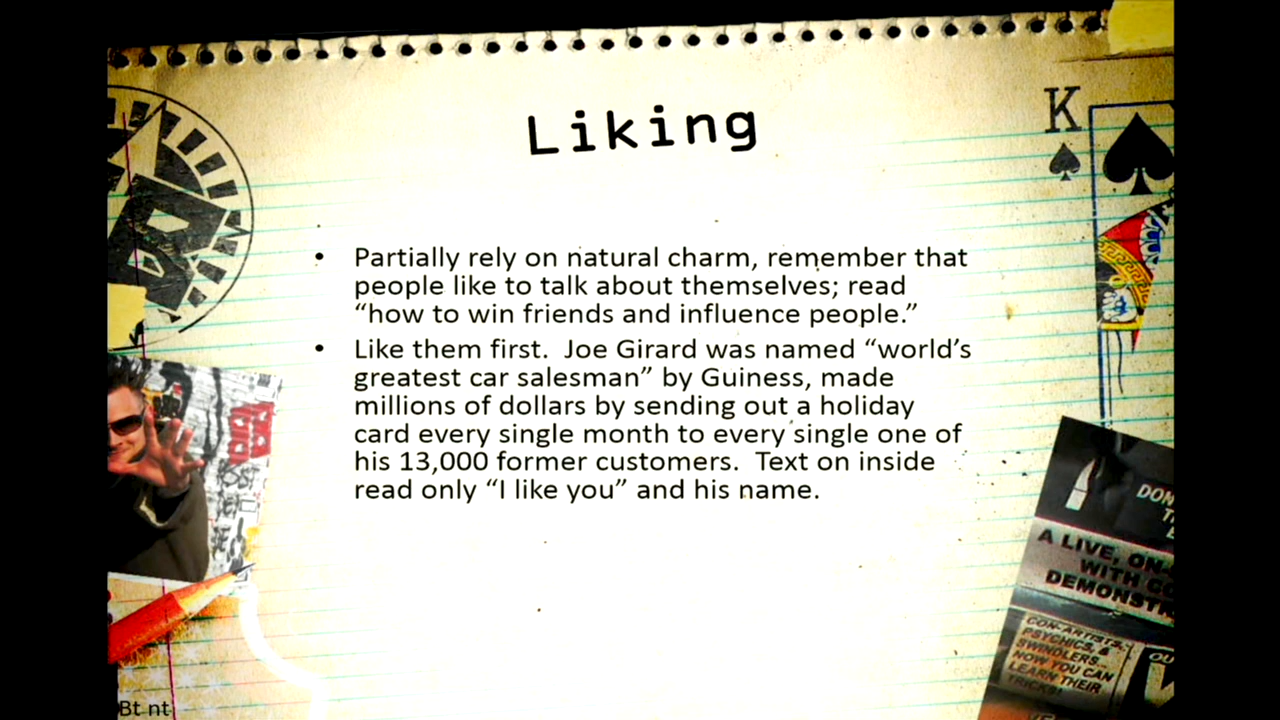 Liking
K
• Partially rely on natural charm, remember that
people like to talk about themselves; read
“how to win friends and influence people.”
• Like them first.  Joe Girard was named “world’s
greatest car salesman” by Guiness, made
millions of dollars by sending out a holiday
card every single month to every single one of
his 13,000 former customers.  Text on inside
read only “I like you” and his name.
A LIVE, ON-
WITH
CON-ARTISTS,
PSYCHICS, &
SWINDLERS...
HOW YOU CAN
LEARN THEIR
TRICKS!
Bt nt